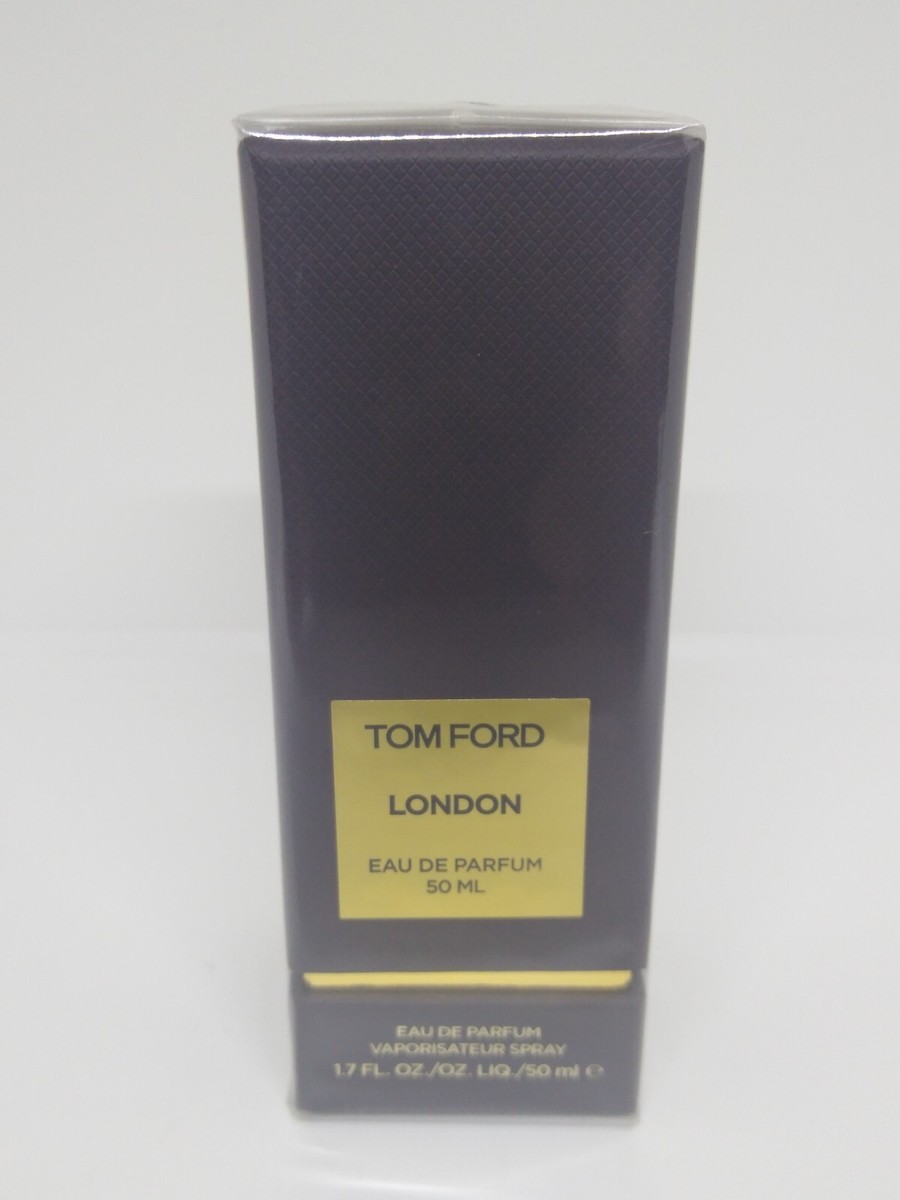 TOM FORD
LONDON
EAU DE PARFUM
50 ML
EAU DE PARFUM
VAPORISATEUR SPRAY
1.7 FL. OZ./OZ. LIQ./50 ml ℮